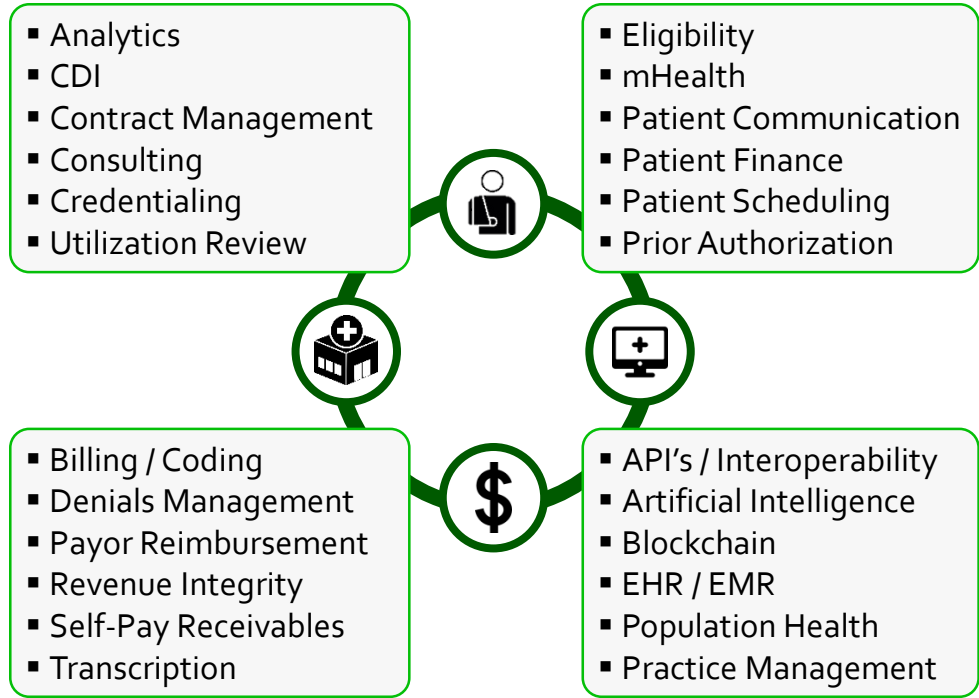 ▪ Analytics
▪ CDI
▪ Contract Management
▪ Consulting
▪ Credentialing
▪ Utilization Review
▪ Eligibility
▪ mHealth
▪ Patient Communication
▪ Patient Finance
▪ Patient Scheduling
▪ Prior Authorization
$
▪ Billing / Coding
▪ Denials Management
▪ Payor Reimbursement
▪ Revenue Integrity
▪ Self-Pay Receivables
▪ Transcription
▪ API's / Interoperability
▪ Artificial Intelligence
▪ Blockchain
▪ EHR / EMR
▪ Population Health
▪ Practice Management